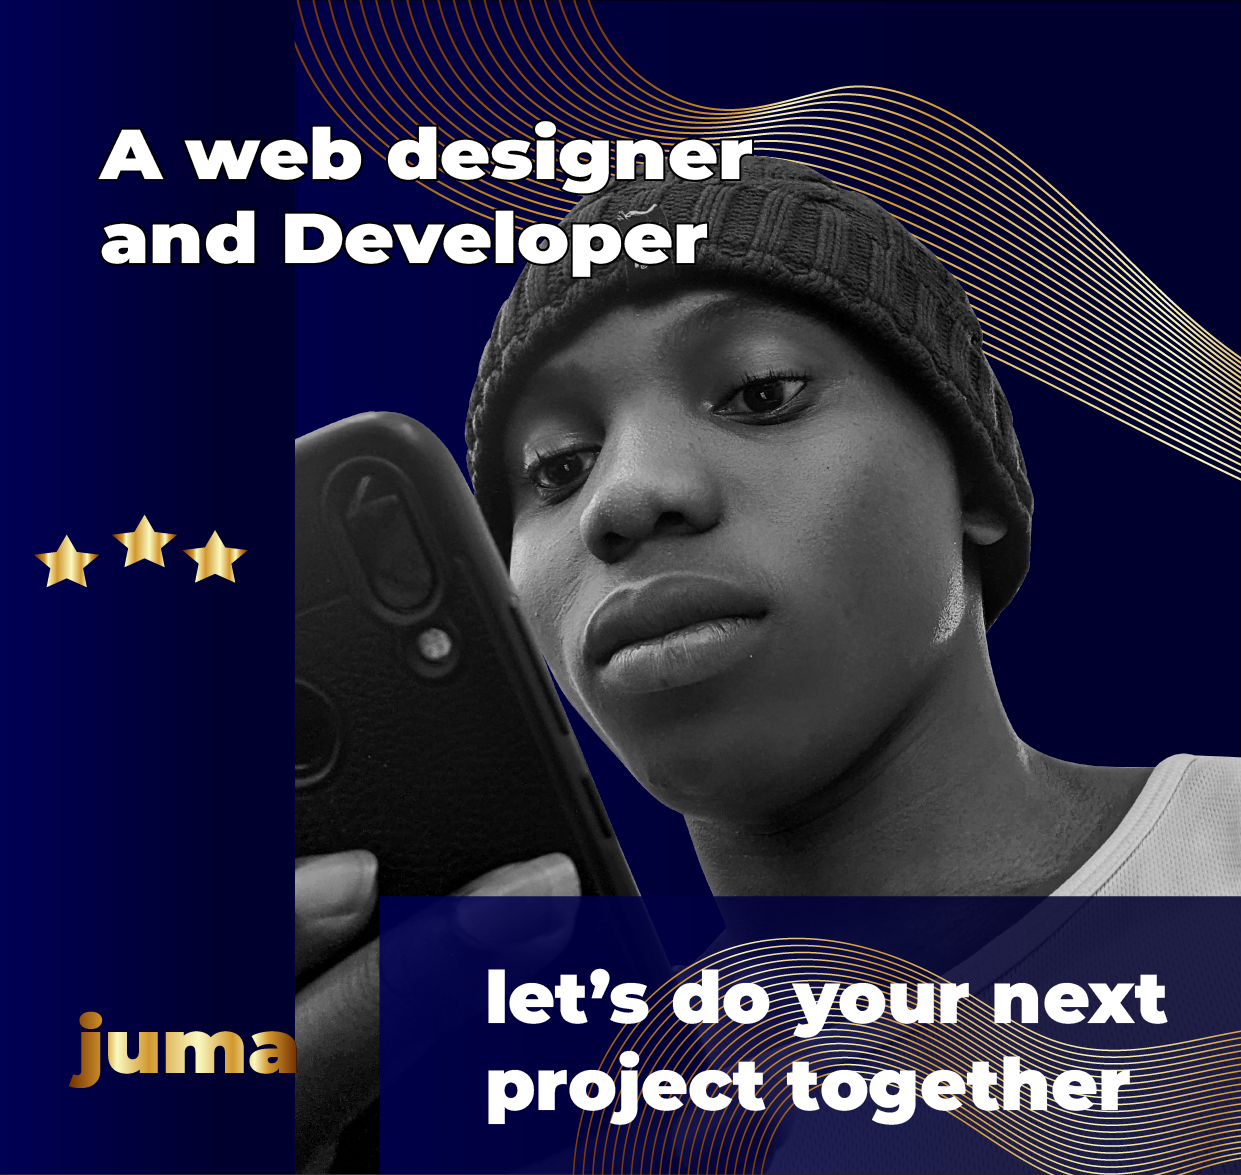 A web designer
and Developer
juma
let’s do your next
project together